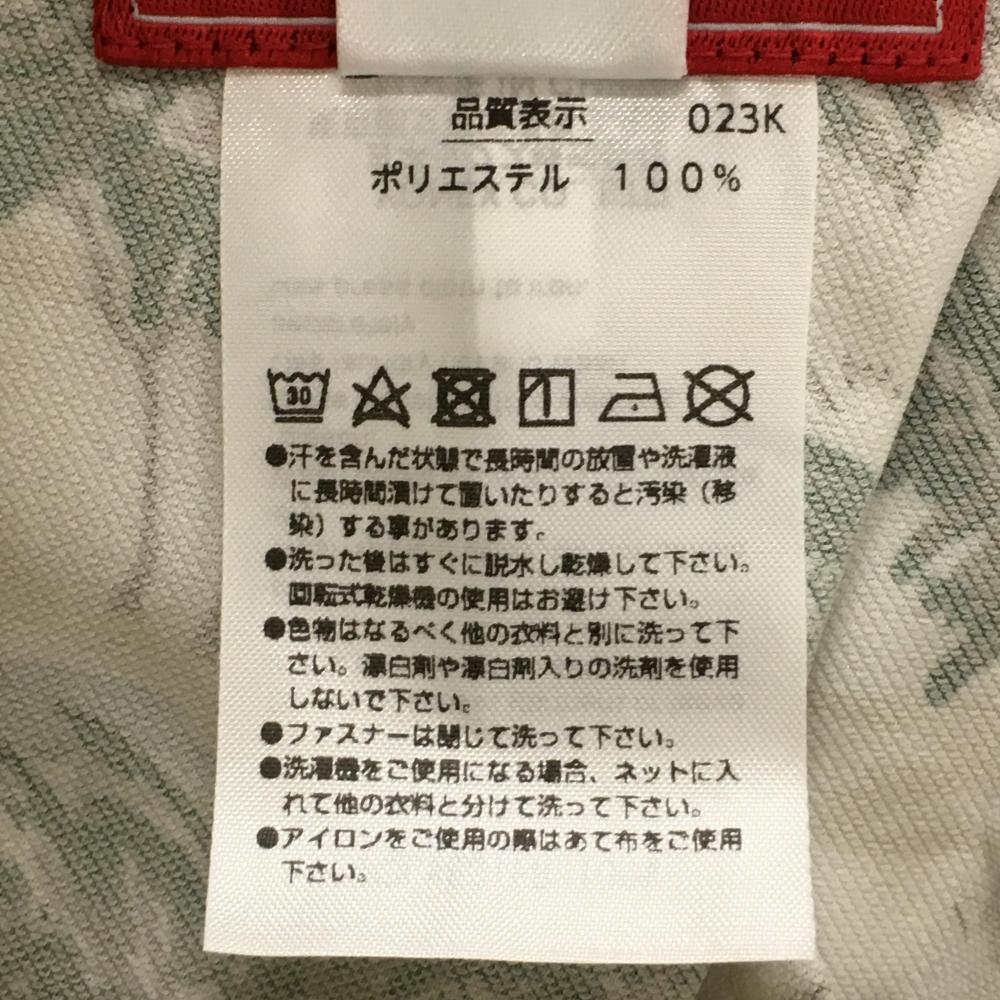 品質表示 023K
ポリエステル 100%
30
●汗を含んだ状態で長時間の放置や洗濯液
に長時間漬けて置いたりすると汚染（移
染）する事があります。
●洗った後はすぐに脱水し乾燥して下さい。
回転式乾燥機の使用はお避け下さい。
●色物はなるべく他の衣料と別に洗って下
さい。漂白剤や漂白剤入りの洗剤を使用
しないで下さい。
●ファスナーは閉じて洗って下さい。
●洗濯機をご使用になる場合、ネットに入
れて他の衣料と分けて洗って下さい。
●アイロンをご使用の際はあて布をご使用
下さい。